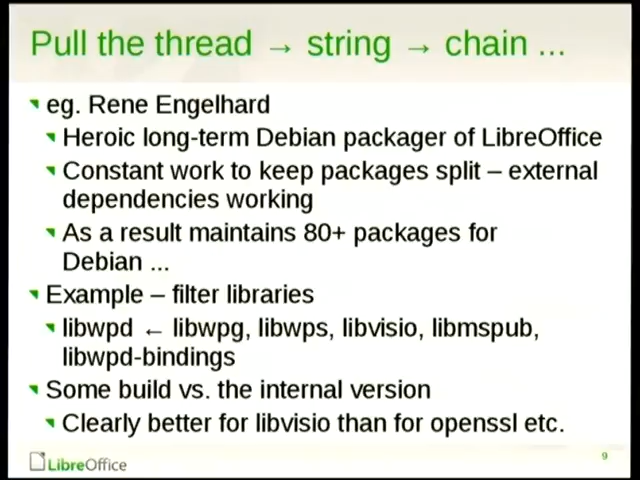 Pull the thread → string → chain ...
eg. Rene Engelhard
Heroic long-term Debian packager of LibreOffice
Constant work to keep packages split – external
dependencies working
As a result maintains 80+ packages for
Debian ...
Example – filter libraries
libwpd ← libwpg, libwps, libvisio, libmspub,
libwpd-bindings
Some build vs. the internal version
Clearly better for libvisio than for openssl etc.
LibreOffice
9